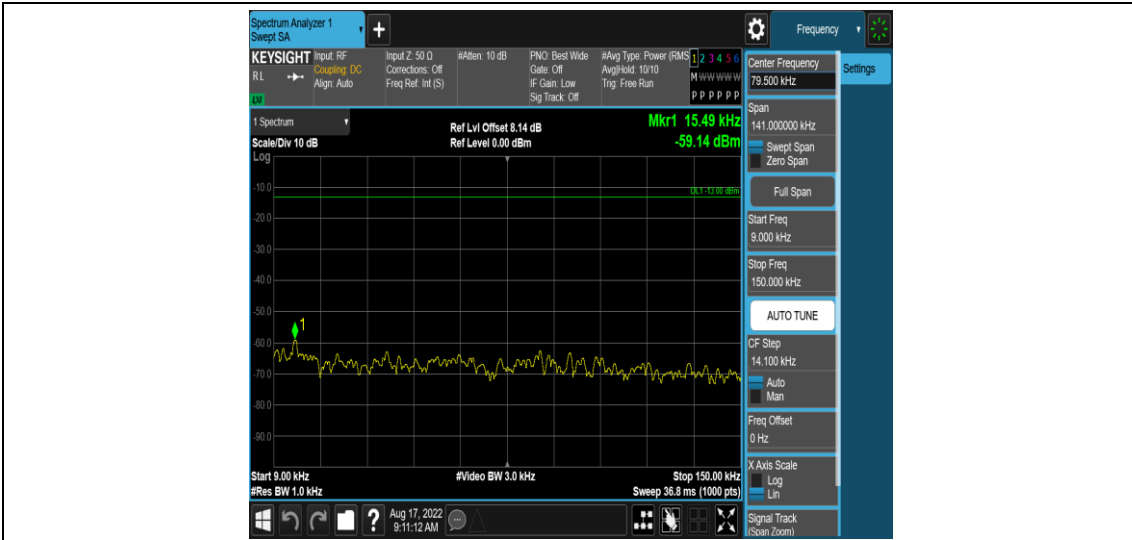 Spectrum Analyzer 1
Swept SA
+
Frequency
KEYSIGHT
RL
LXI
Input: RF
Coupling: DC
Align: Auto
Input Z: 50 Ω
Corrections: Off
Freq Ref: Int (S)
#Atten: 10 dB
PNO: Best Wide
Gate: Off
IF Gain: Low
Sig Track: Off
#Avg Type: Power (RMS
Avg|Hold: 10/10
Trig: Free Run
1 2 3 4 5 6
M W W W W W
P P P P P P
Center Frequency
79.500 kHz
Settings
Span
141.000000 kHz
Swept Span
Zero Span
Full Span
Start Freq
9.000 kHz
Stop Freq
150.000 kHz
AUTO TUNE
CF Step
14.100 kHz
Auto
Man
Freq Offset
0 Hz
X Axis Scale
Log
Lin
Signal Track
(Span Zoom)
1 Spectrum
Scale/Div 10 dB
Log
Ref Lvl Offset 8.14 dB
Ref Level 0.00 dBm
Mkr1 15.49 kHz
-59.14 dBm
DL1 -13.00 dBm
-10.0
-20.0
-30.0
-40.0
-50.0
1
-60.0
-70.0
-80.0
-90.0
Start 9.00 kHz
#Res BW 1.0 kHz
#Video BW 3.0 kHz
Stop 150.00 kHz
Sweep 36.8 ms (1000 pts)
?
Aug 17, 2022
9:11:12 AM